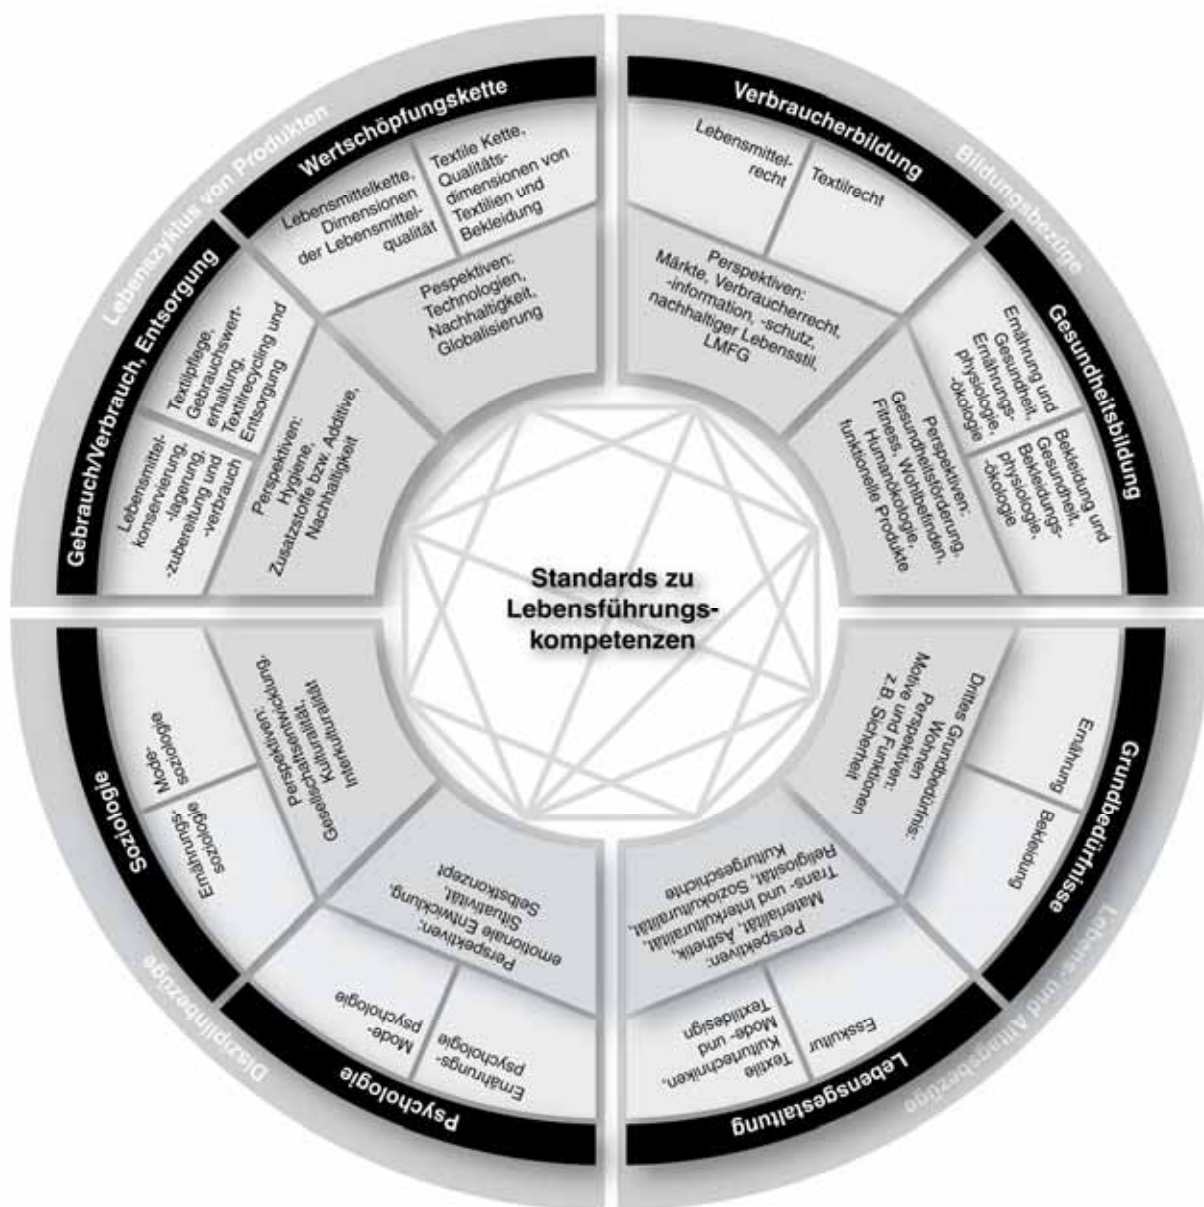 Lebenszyklus von Produkten
Wertschöpfungskette
Lebensmittelkette,
Dimensionen
der Lebensmittel-
qualität
Textile Kette,
Qualitäts-
dimensionen von
Textilien und
Bekleidung
Pespektiven:
Technologien,
Nachhaltigkeit,
Globalisierung
Gebrauch/Verbrauch, Entsorgung
Textilpflege,
Gebrauchswert-
erhaltung,
Textilrecycling und
Entsorgung
Lebensmittel-
konservierung,
-lagerung,
-zubereitung und
-verbrauch
Perspektiven:
Hygiene,
Zusatzstoffe bzw. Additive,
Nachhaltigkeit
Bildungsbezüge
Verbraucherbildung
Lebensmittel-
recht
Textilrecht
Perspektiven:
Märkte, Verbraucherrecht,
-information, -schutz,
nachhaltiger Lebensstil,
LMFG
Gesundheitsbildung
Ernährung und
Gesundheit,
Ernährungs-
physiologie,
-ökologie
Bekleidung und
Gesundheit,
Bekleidungs-
physiologie,
-ökologie
Perspektiven:
Gesundheitsförderung,
Fitness, Wohlbefinden,
Humanökologie,
funktionelle Produkte
Standards zu
Lebensführungs-
kompetenzen
Lebens- und Alltagsbezüge
Grundbedürfnisse
Ernährung
Bekleidung
Drittes Grundbedürfnis:
Wohnen
Perspektiven:
Motive und Funktionen
z.B. Sicherheit
Lebensgestaltung
Esskultur
Textile
Kulturtechniken,
Mode- und
Textildesign
Perspektiven:
Materialität, Ästhetik,
Trans- und Interkulturalität,
Religiosität, Soziokulturalität,
Kulturgeschichte
Disziplinbezüge
Psychologie
Ernährungs-
psychologie
Mode-
psychologie
Perspektiven:
emotionale Entwicklung,
Situativität,
Selbstkonzept
Soziologie
Ernährungs-
soziologie
Mode-
soziologie
Perspektiven:
Gesellschaftsentwicklung,
Kulturalität,
Interkulturalität